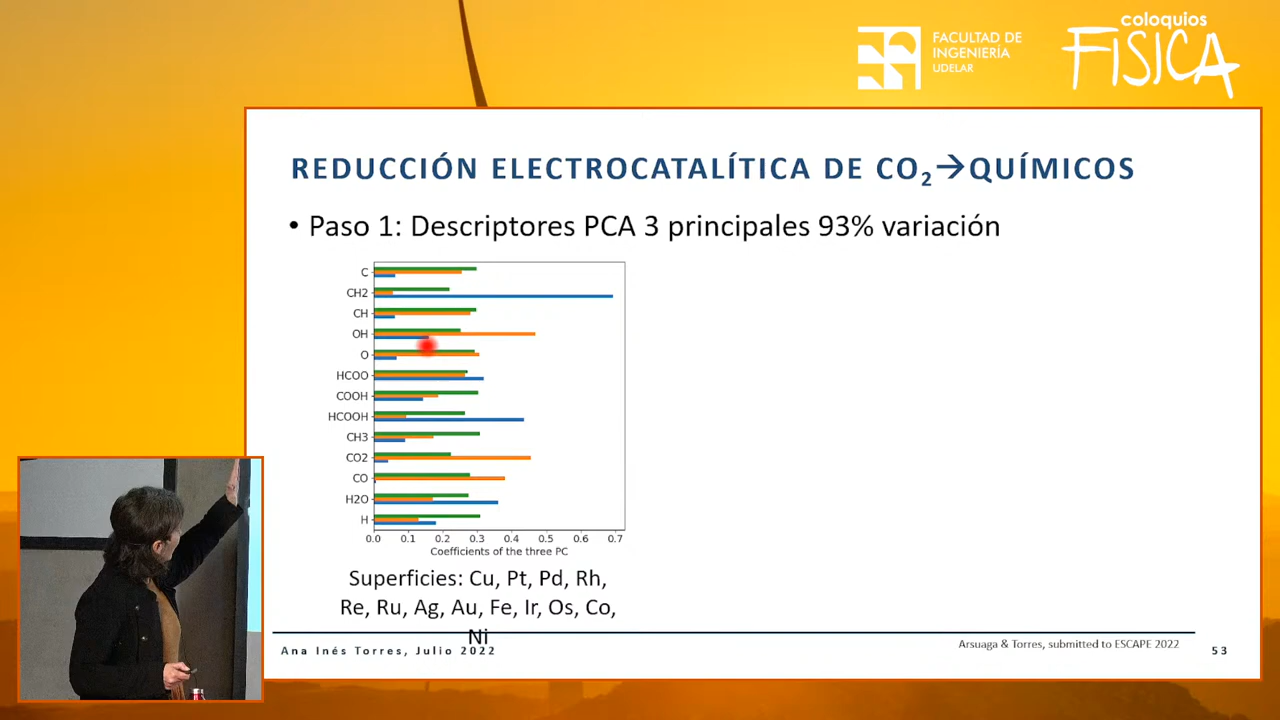 FACULTAD DE
INGENIERÍA
UDELAR
coloquios
FISICA
REDUCCIÓN ELECTROCATALÍTICA DE CO2→QUÍMICOS
• Paso 1: Descriptores PCA 3 principales 93% variación
C
CH2
CH
OH
O
HCOO
COOH
HCOOH
CH3
CO2
CO
H2O
H
0.0 0.1 0.2 0.3 0.4 0.5 0.6 0.7
Coefficients of the three PC
Superficies: Cu, Pt, Pd, Rh,
Re, Ru, Ag, Au, Fe, Ir, Os, Co,
Ni
Ana Inés Torres, Julio 2022
Arsuaga & Torres, submitted to ESCAPE 2022
53